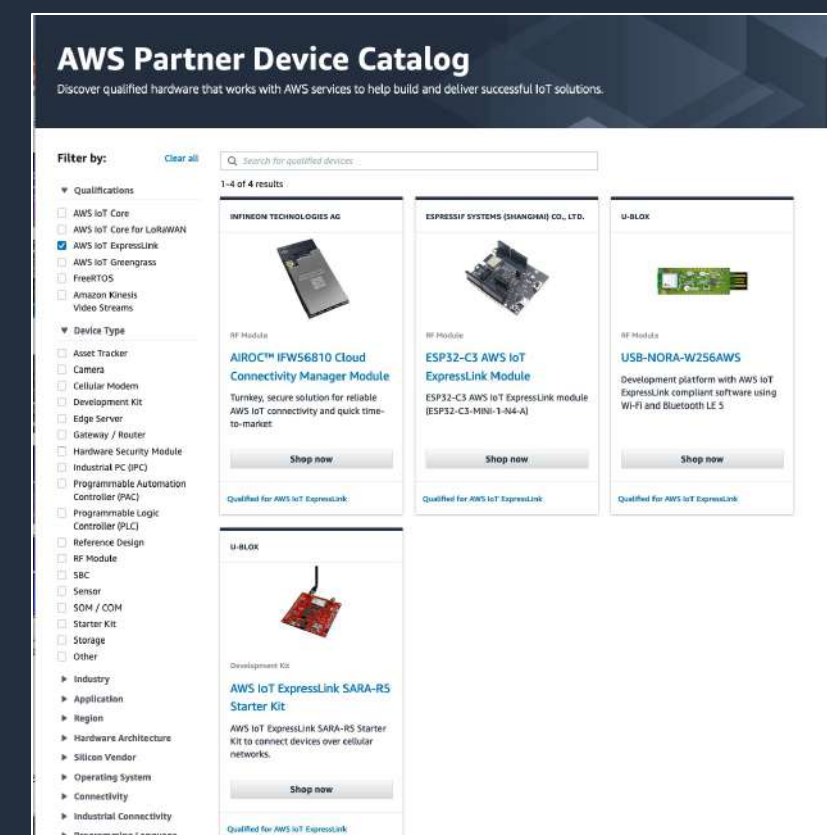 AWS Partner Device Catalog
Discover qualified hardware that works with AWS services to help build and deliver successful IoT solutions.
Filter by:
Clear all
Qualifications
AWS IoT Core
AWS IoT Core for LoRaWAN
AWS IoT ExpressLink
AWS IoT Greengrass
FreeRTOS
Amazon Kinesis
Video Streams
Device Type
Asset Tracker
Camera
Cellular Modem
Development Kit
Edge Server
Gateway / Router
Hardware Security Module
Industrial PC (IPC)
Programmable Automation
Controller (PAC)
Programmable Logic
Controller (PLC)
Reference Design
RF Module
SBC
Sensor
SOM / COM
Starter Kit
Storage
Other
Industry
Application
Region
Hardware Architecture
Silicon Vendor
Operating System
Connectivity
Industrial Connectivity
Programming Language
Search for qualified devices
1-4 of 4 results
INFINEON TECHNOLOGIES AG
RF Module
AIROC™ IFW56810 Cloud
Connectivity Manager Module
Turnkey, secure solution for reliable
AWS IoT connectivity and quick time-
to-market
Shop now
Qualified for AWS IoT ExpressLink
ESPRESSIF SYSTEMS (SHANGHAI) CO., LTD.
RF Module
ESP32-C3 AWS IoT
ExpressLink Module
ESP32-C3 AWS IoT ExpressLink module
(ESP32-C3-MINI-1-N4-A)
Shop now
Qualified for AWS IoT ExpressLink
U-BLOX
RF Module
USB-NORA-W256AWS
Development platform with AWS IoT
ExpressLink compliant software using
Wi-Fi and Bluetooth LE 5
Shop now
Qualified for AWS IoT ExpressLink
U-BLOX
Development Kit
AWS IoT ExpressLink SARA-R5
Starter Kit
AWS IoT ExpressLink SARA-R5 Starter
Kit to connect devices over cellular
networks.
Shop now
Qualified for AWS IoT ExpressLink